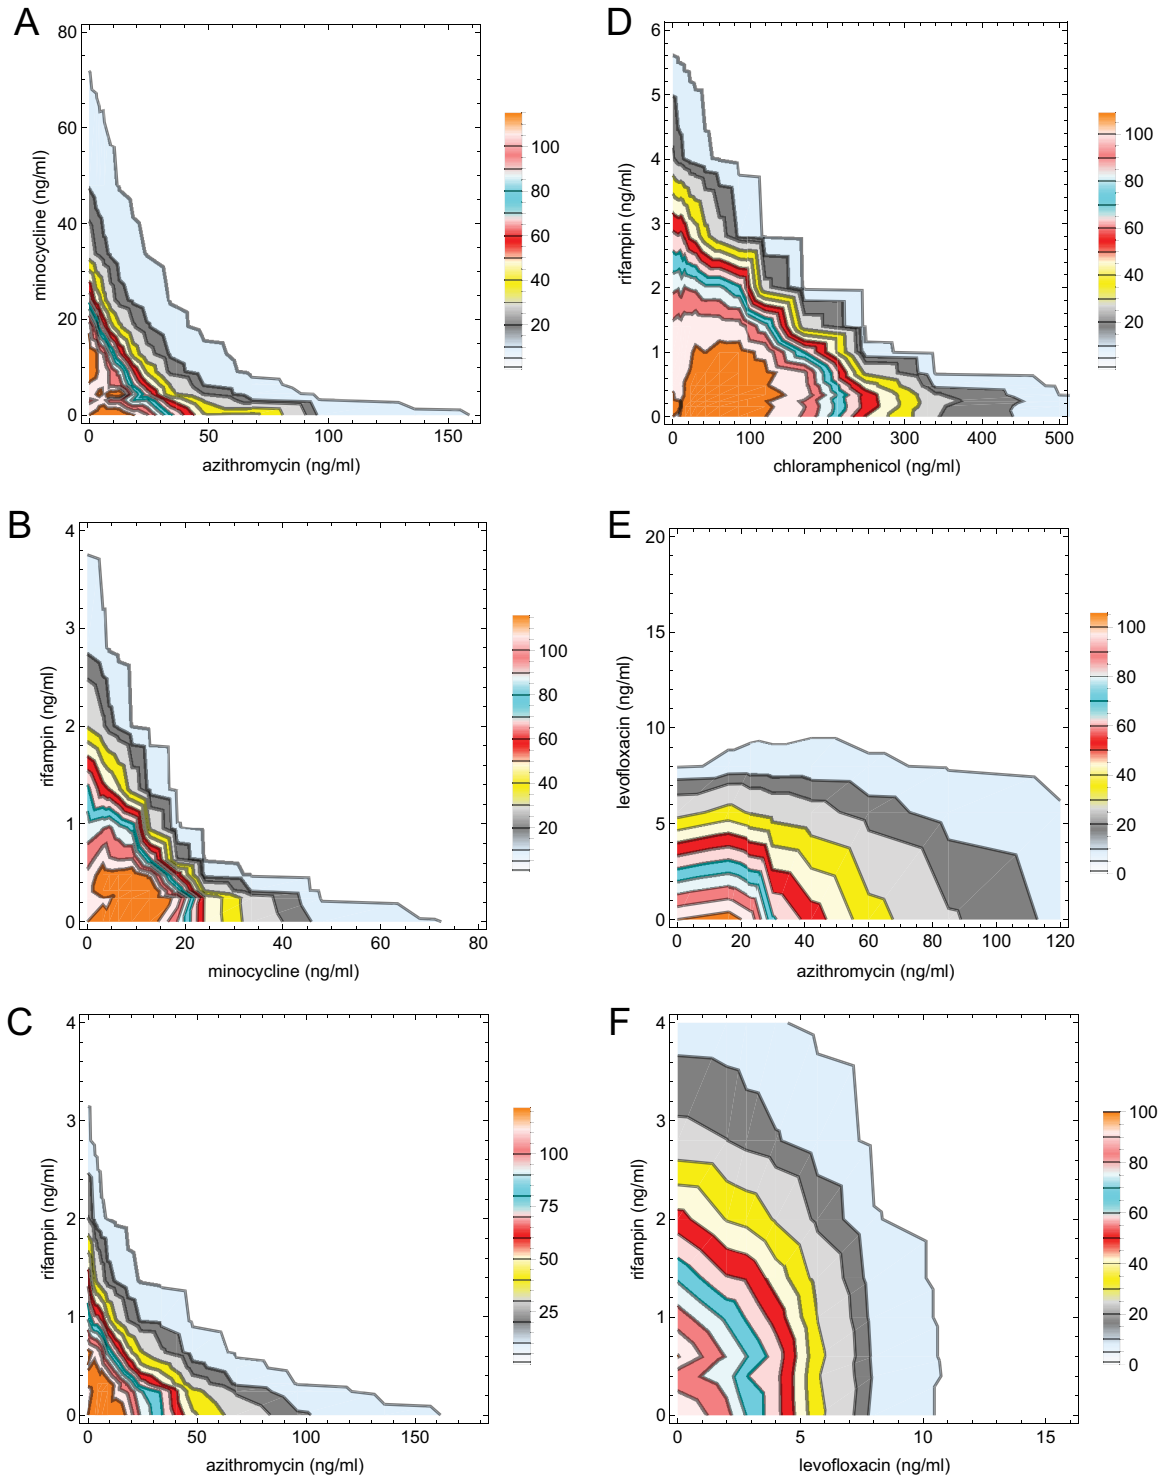 A
80
60
40
20
0
minocycline (ng/ml)
0 50 100 150
azithromycin (ng/ml)
100
80
60
40
20
D
6
5
4
3
2
1
0
rifampin (ng/ml)
0 100 200 300 400 500
chloramphenicol (ng/ml)
100
80
60
40
20
B
4
3
2
1
0
rifampin (ng/ml)
0 20 40 60 80
minocycline (ng/ml)
100
80
60
40
20
E
20
15
10
5
0
levofloxacin (ng/ml)
0 20 40 60 80 100 120
azithromycin (ng/ml)
100
80
60
40
20
0
C
4
3
2
1
0
rifampin (ng/ml)
0 50 100 150
azithromycin (ng/ml)
100
75
50
25
F
4
3
2
1
0
rifampin (ng/ml)
0 5 10 15
levofloxacin (ng/ml)
100
80
60
40
20
0